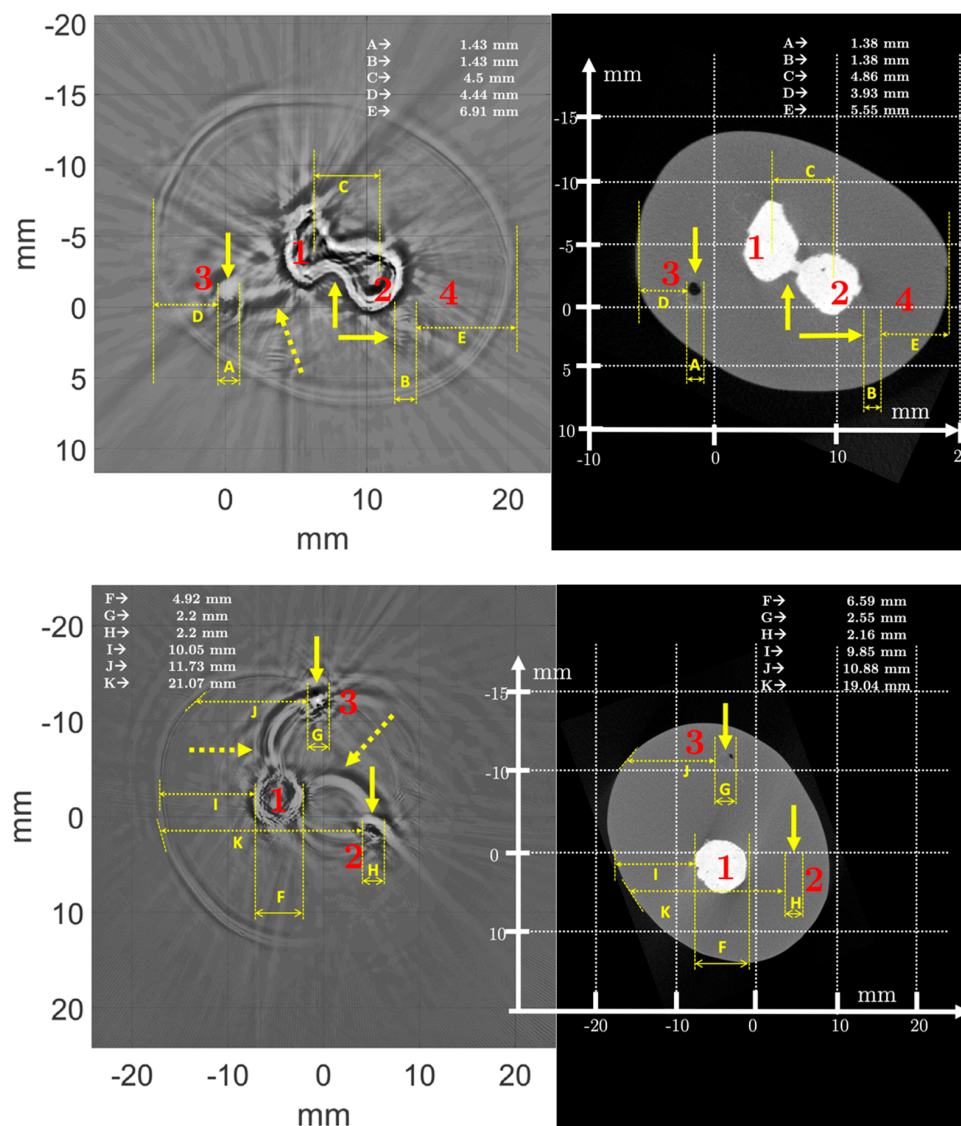 -20
-15
-10
-5
0
5
10
mm
0
10
20
mm
A→ 1.43 mm
B→ 1.43 mm
C→ 4.5 mm
D→ 4.44 mm
E→ 6.91 mm
C
1
2
3
4
D
E
A
B
A→ 1.38 mm
B→ 1.38 mm
C→ 4.86 mm
D→ 3.93 mm
E→ 5.55 mm
mm
-15
-10
-5
0
5
10
-10
0
10
2
mm
C
1
2
3
4
D
E
A
B
-20
-10
0
10
20
mm
-20
-10
0
10
20
mm
F→ 4.92 mm
G→ 2.2 mm
H→ 2.2 mm
I→ 10.05 mm
J→ 11.73 mm
K→ 21.07 mm
3
J
G
1
I
K
2
H
F
F→ 6.59 mm
G→ 2.55 mm
H→ 2.16 mm
I→ 9.85 mm
J→ 10.88 mm
K→ 19.04 mm
mm
-15
-10
0
10
-20
-10
0
10
20
mm
3
J
G
1
I
2
K
H
F